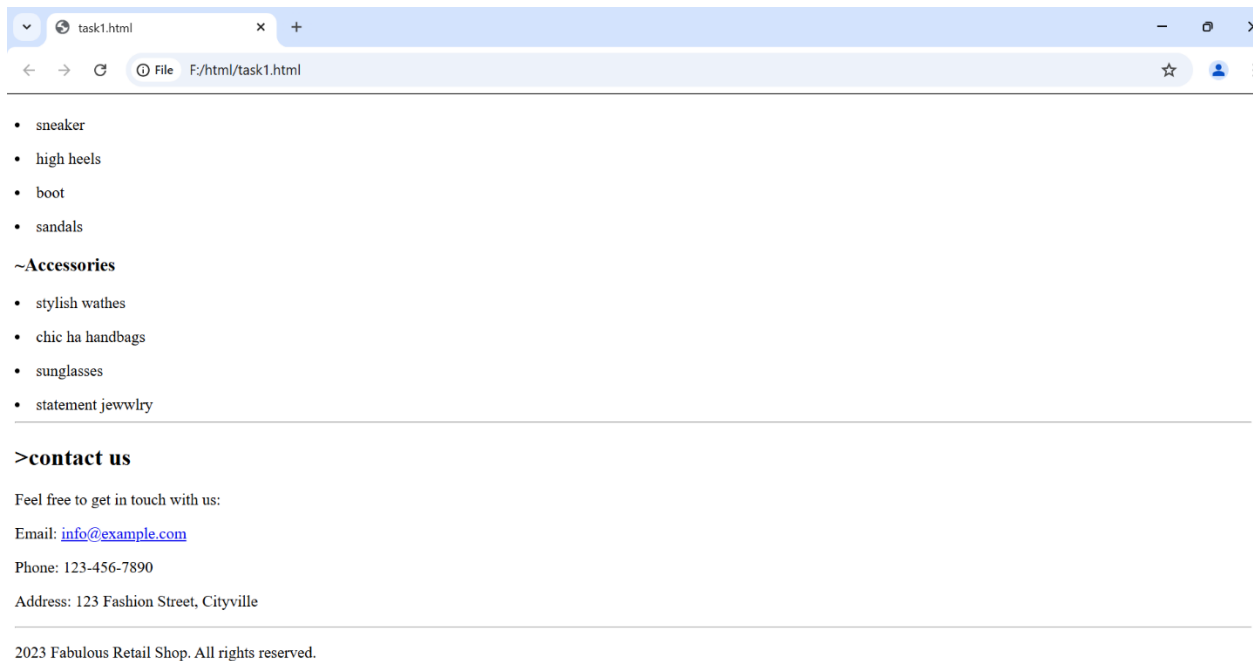 task1.html
File F:/html/task1.html
• sneaker
• high heels
• boot
• sandals
~Accessories
• stylish wathes
• chic ha handbags
• sunglasses
• statement jewwlry
>contact us
Feel free to get in touch with us:
Email: info@example.com
Phone: 123-456-7890
Address: 123 Fashion Street, Cityville
2023 Fabulous Retail Shop. All rights reserved.